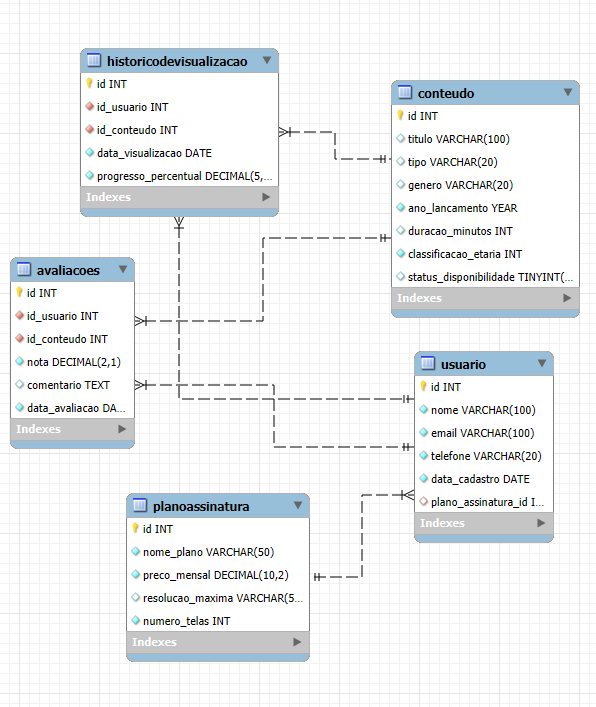 historicodevisualizacao
id INT
id_usuario INT
id_conteudo INT
data_visualizacao DATE
progresso_percentual DECIMAL(5,...
Indexes
conteudo
id INT
titulo VARCHAR(100)
tipo VARCHAR(20)
genero VARCHAR(20)
ano_lancamento YEAR
duracao_minutos INT
classificacao_etaria INT
status_disponibilidade TINYINT(...
Indexes
avaliacoes
id INT
id_usuario INT
id_conteudo INT
nota DECIMAL(2,1)
comentario TEXT
data_avaliacao DA...
Indexes
usuario
id INT
nome VARCHAR(100)
email VARCHAR(100)
telefone VARCHAR(20)
data_cadastro DATE
plano_assinatura_id I...
Indexes
planoassinatura
id INT
nome_plano VARCHAR(50)
preco_mensal DECIMAL(10,2)
resolucao_maxima VARCHAR(5...
numero_telas INT
Indexes